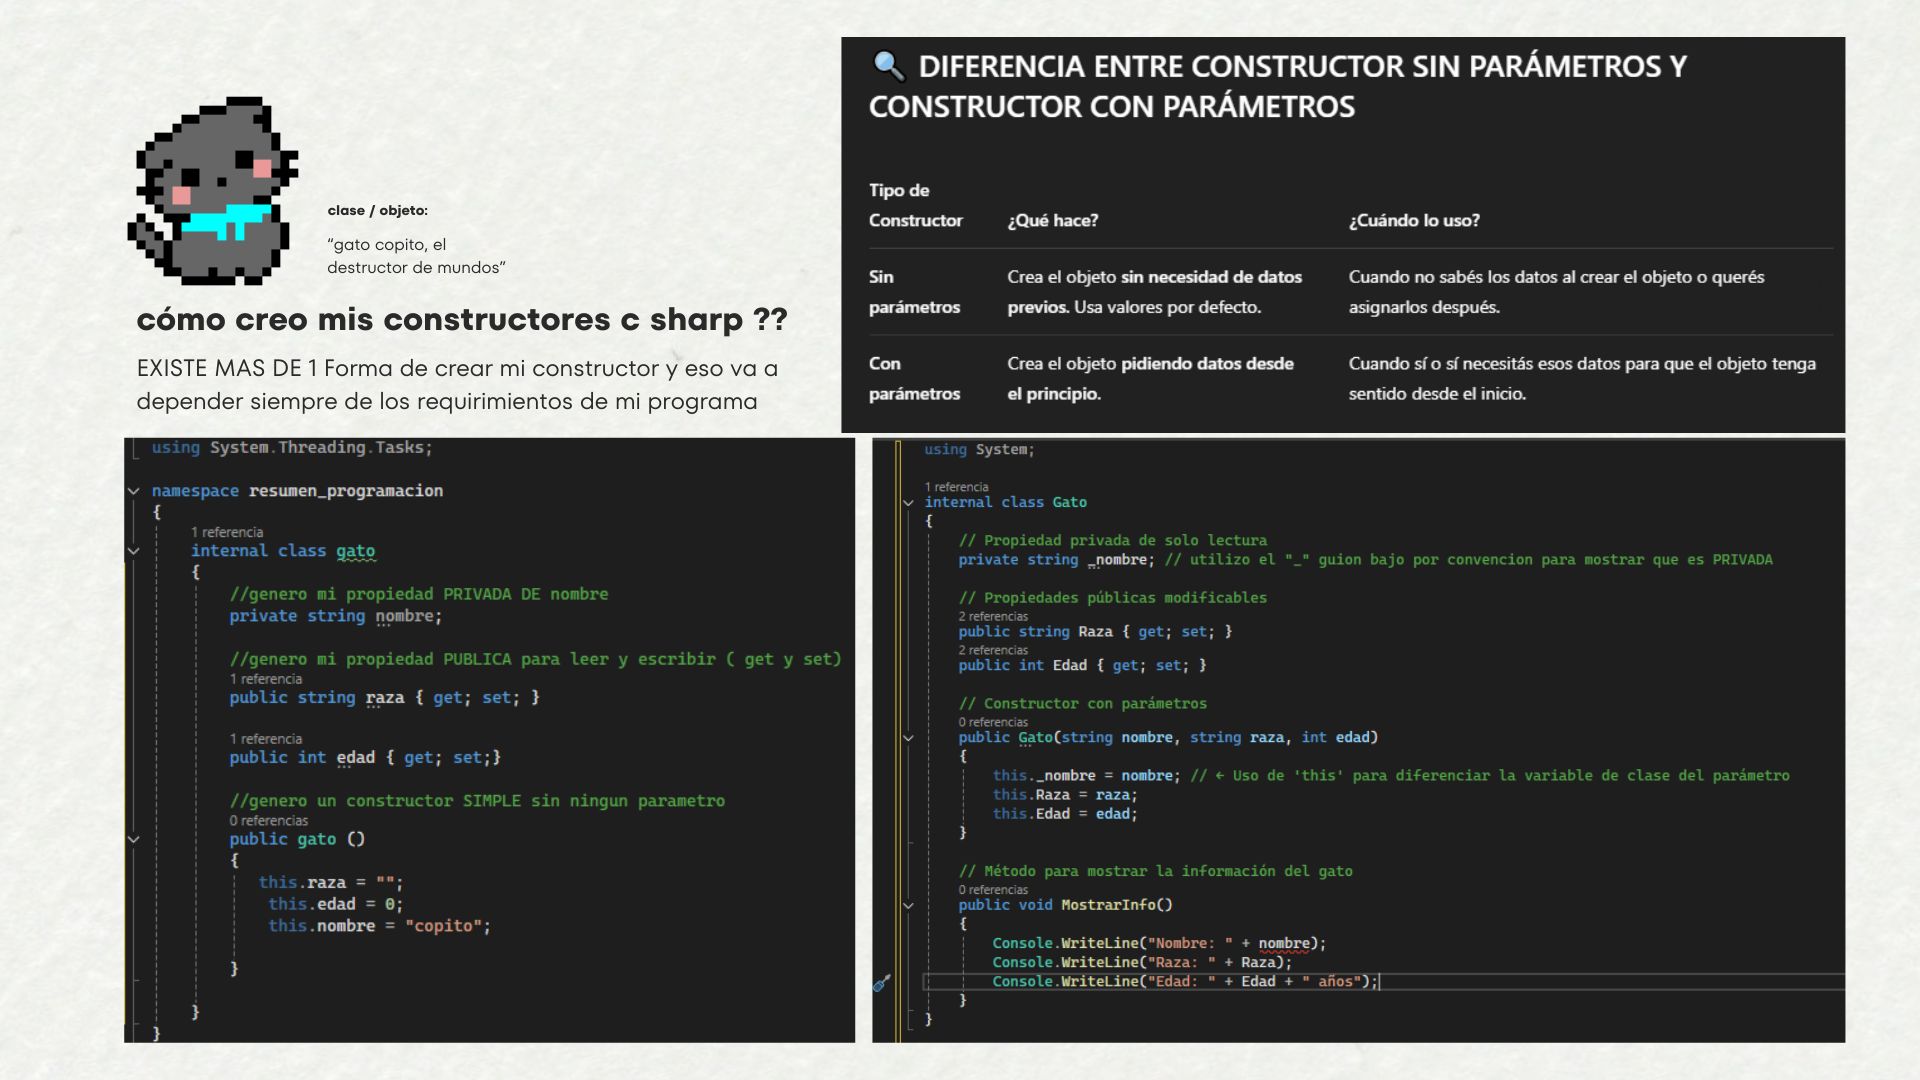 clase / objeto:
“gato copito, el
destructor de mundos”
cómo creo mis constructores c sharp ??
EXISTE MAS DE 1 Forma de crear mi constructor y eso va a
depender siempre de los requirimientos de mi programa
🔍 DIFERENCIA ENTRE CONSTRUCTOR SIN PARÁMETROS Y
CONSTRUCTOR CON PARÁMETROS
Tipo de
Constructor ¿Qué hace? ¿Cuándo lo uso?
Sin Crea el objeto sin necesidad de datos Cuando no sabés los datos al crear el objeto o querés
parámetros previos. Usa valores por defecto. asignarlos después.
Con Crea el objeto pidiendo datos desde Cuando sí o sí necesitás esos datos para que el objeto tenga
parámetros el principio. sentido desde el inicio.
using System.Threading.Tasks;
namespace resumen_programacion
{
1 referencia
internal class gato
{
//genero mi propiedad PRIVADA DE nombre
private string nombre;
//genero mi propiedad PUBLICA para leer y escribir ( get y set)
1 referencia
public string raza { get; set; }
1 referencia
public int edad { get; set;}
//genero un constructor SIMPLE sin ningun parametro
0 referencias
public gato ()
{
this.raza = "";
this.edad = 0;
this.nombre = "copito";
}
}
}
using System;
1 referencia
internal class Gato
{
// Propiedad privada de solo lectura
private string _nombre; // utilizo el "_" guion bajo por convencion para mostrar que es PRIVADA
// Propiedades públicas modificables
2 referencias
public string Raza { get; set; }
2 referencias
public int Edad { get; set; }
// Constructor con parámetros
0 referencias
public Gato(string nombre, string raza, int edad)
{
this._nombre = nombre; // ← Uso de 'this' para diferenciar la variable de clase del parámetro
this.Raza = raza;
this.Edad = edad;
}
// Método para mostrar la información del gato
0 referencias
public void MostrarInfo()
{
Console.WriteLine("Nombre: " + nombre);
Console.WriteLine("Raza: " + Raza);
Console.WriteLine("Edad: " + Edad + " años");
}
}